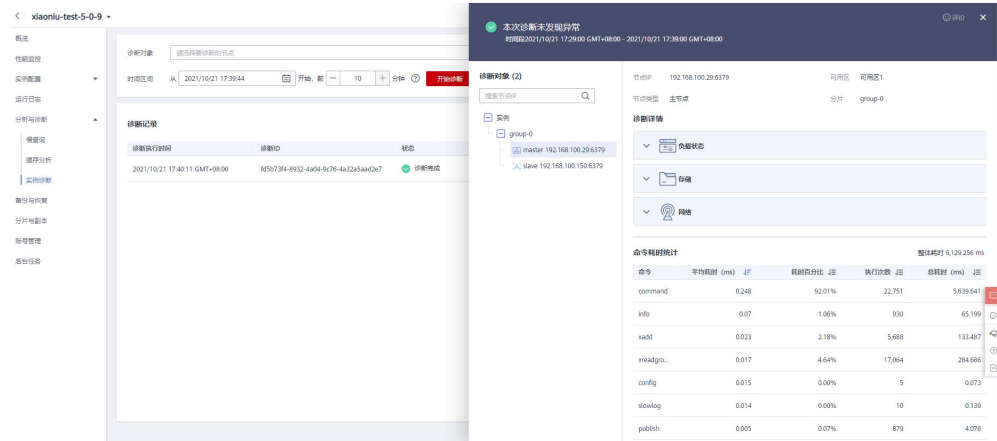 xiaoniu-test-5-0-9
概览
性能监控
实例配置
运行日志
分析与诊断
慢查询
缓存分析
实例诊断
备份与恢复
分片与副本
账号管理
后台任务
诊断对象 请选择要诊断的节点
时间区间 从 2021/10/21 17:39:44 开始，前 − 10 + 分钟 开始诊断
诊断记录
诊断执行时间 诊断ID 状态
2021/10/21 17:40:11 GMT+08:00 fd5b73f4-8932-4a04-9c76-4a32a5aad2e7 诊断完成
评价
本次诊断未发现异常
时间段2021/10/21 17:29:00 GMT+08:00 - 2021/10/21 17:39:00 GMT+08:00
诊断对象 (2)
搜索节点IP
实例
group-0
master 192.168.100.29:6379
slave 192.168.100.150:6379
节点IP 192.168.100.29:6379 可用区 可用区1
节点类型 主节点 分片 group-0
诊断详情
负载状态
存储
网络
命令耗时统计 整体耗时 6,129.256 ms
命令 平均耗时 (ms) 耗时百分比 执行次数 总耗时 (ms)
command 0.248 92.01% 22,751 5,639.641
info 0.07 1.06% 930 65.199
xadd 0.023 2.18% 5,688 133.487
xreadgro... 0.017 4.64% 17,064 284.686
config 0.015 0.00% 5 0.073
slowlog 0.014 0.00% 10 0.139
publish 0.005 0.07% 879 4.076